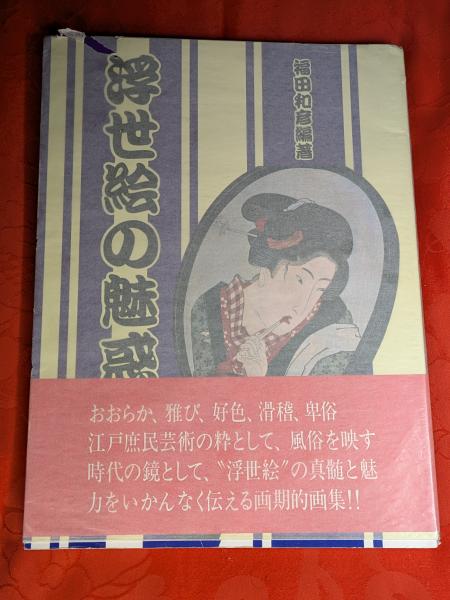 浮世絵の魅惑
福田和彦編著
おおらか、雅び、好色、滑稽、卑俗
江戸庶民芸術の粋として、風俗を映す
時代の鏡として、〝浮世絵〟の真髄と魅
力をいかんなく伝える画期的画集!!